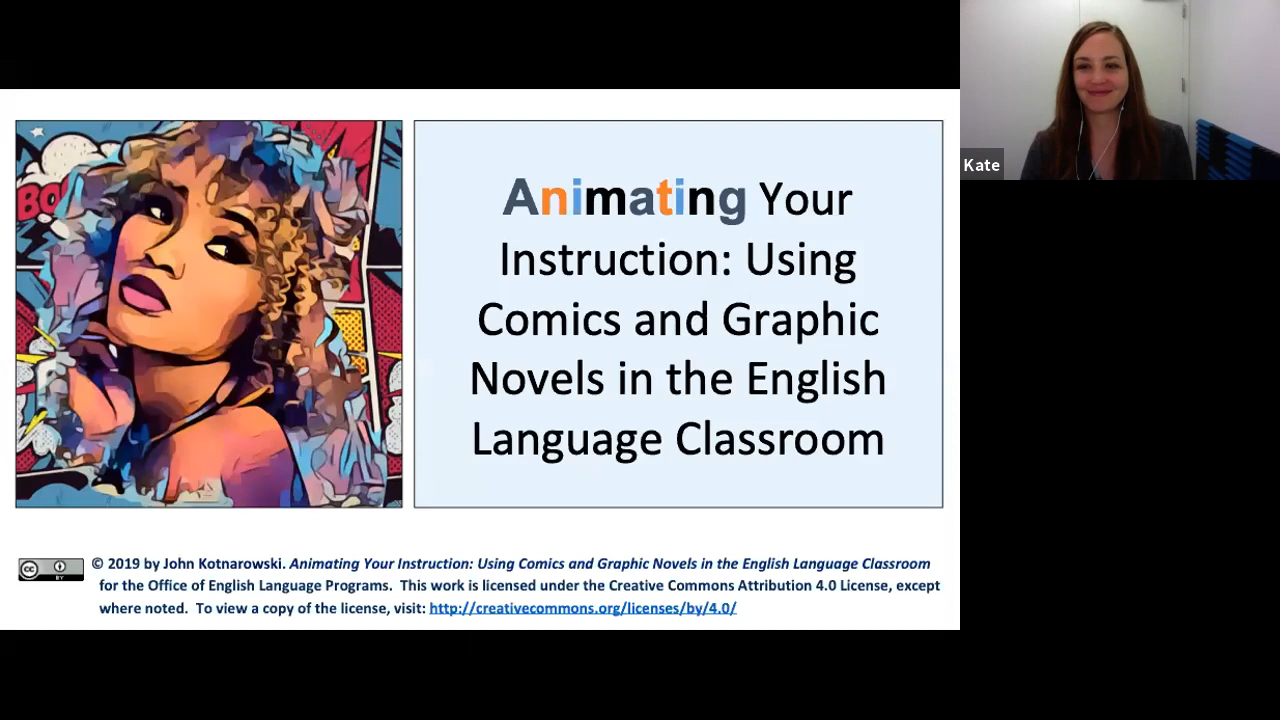 Kate
BO
Animating Your
Instruction: Using
Comics and Graphic
Novels in the English
Language Classroom
cc BY
© 2019 by John Kotnarowski. Animating Your Instruction: Using Comics and Graphic Novels in the English Language Classroom
for the Office of English Language Programs. This work is licensed under the Creative Commons Attribution 4.0 License, except
where noted. To view a copy of the license, visit: http://creativecommons.org/licenses/by/4.0/